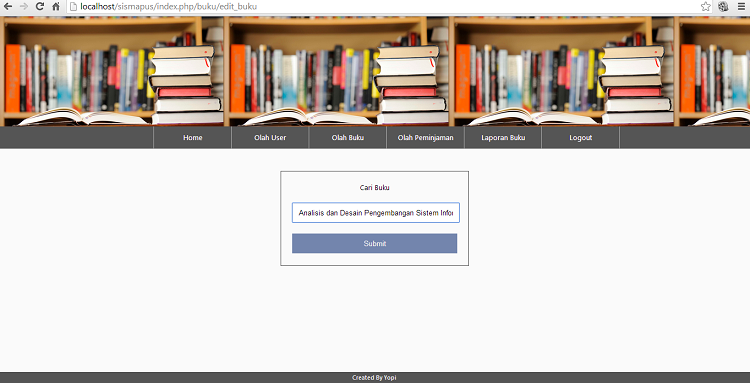 localhost/sismapus/index.php/buku/edit_buku
Home Olah User Olah Buku Olah Peminjaman Laporan Buku Logout
Cari Buku
Analisis dan Desain Pengembangan Sistem Infor
Submit
Created By Yopi